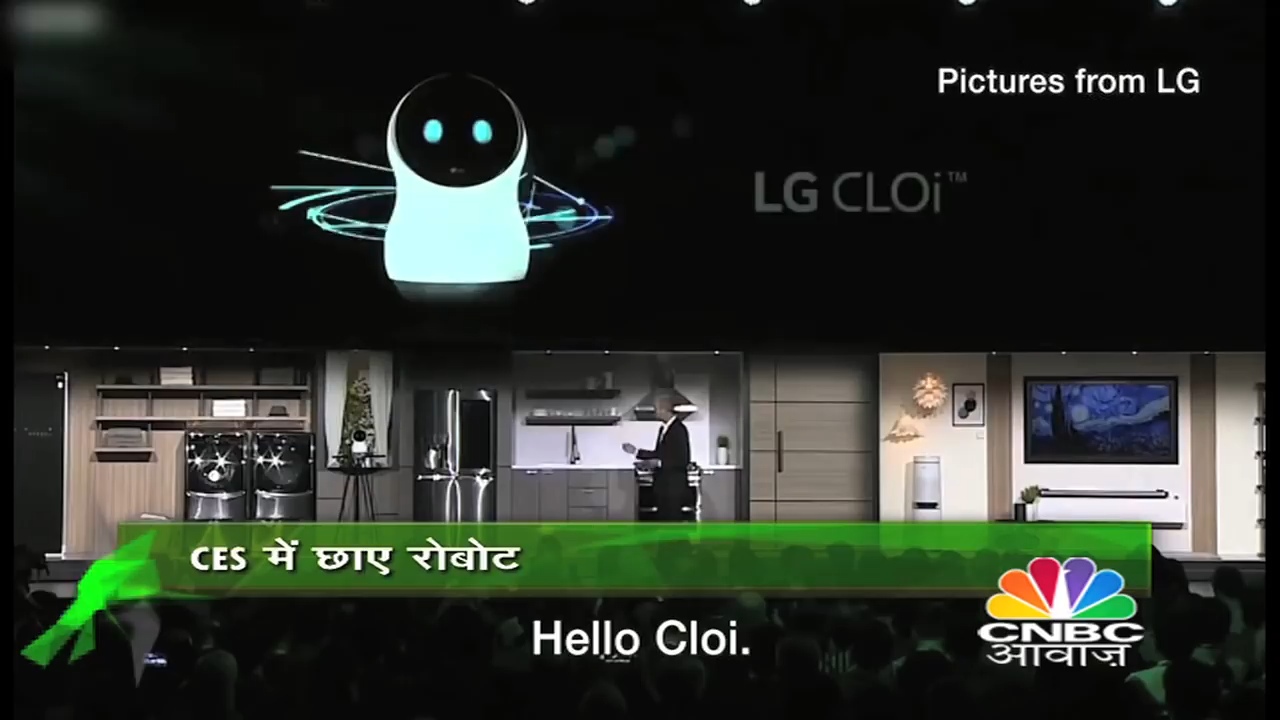 Pictures from LG
LG CLOi™
CES में छाए रोबोट
Hello Cloi.
CNBC
आवाज़